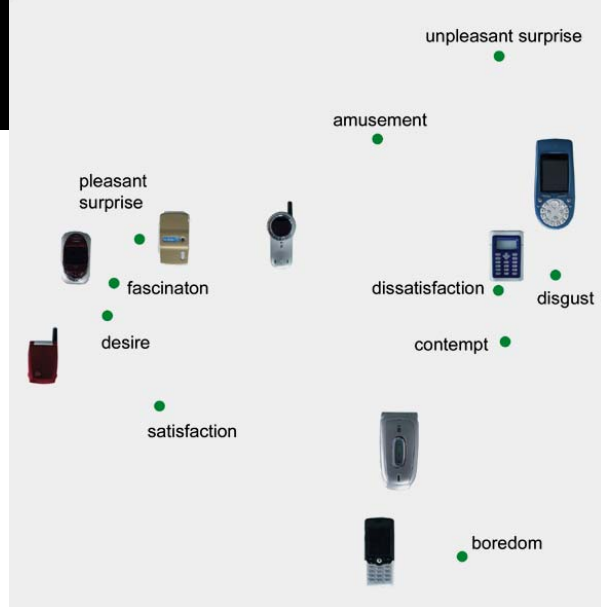 unpleasant surprise
amusement
pleasant
surprise
fascinaton
dissatisfaction
disgust
desire
contempt
satisfaction
boredom